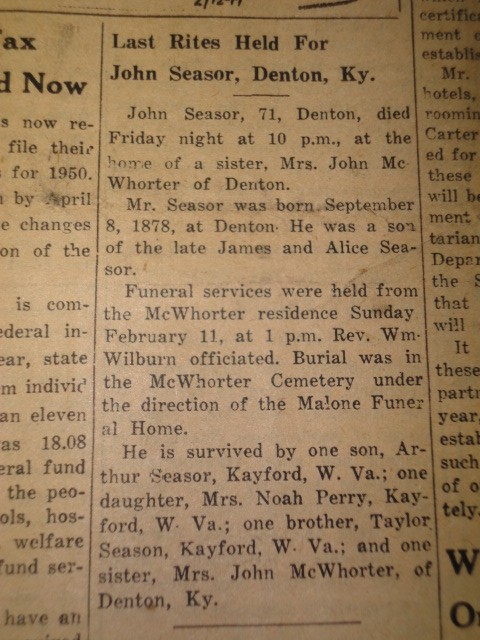 2/12-
ax
d Now
s now re-
file their
s for 1950.
n by April
e changes
on of the
is com-
ederal in-
ear, state
m individ
an eleven
as 18.08
eral fund
the peo-
ols, hos-
welfare
fund ser-
have an
Last Rites Held For
John Seasor, Denton, Ky.
John Seasor, 71, Denton, died
Friday night at 10 p.m., at the
home of a sister, Mrs. John Mc
Whorter of Denton.
Mr. Seasor was born September
8, 1878, at Denton. He was a son
of the late James and Alice Sea-
sor.
Funeral services were held from
the McWhorter residence Sunday
February 11, at 1 p.m. Rev. Wm.
Wilburn officiated. Burial was in
the McWhorter Cemetery under
the direction of the Malone Funer
al Home.
He is survived by one son, Ar-
thur Seasor, Kayford, W. Va.; one
daughter, Mrs. Noah Perry, Kay-
ford, W. Va.; one brother, Taylor
Season, Kayford, W. Va.; and one
sister, Mrs. John McWhorter, of
Denton, Ky.
certifica
ment o
establis
Mr.
hotels,
roomin
Carter
ed for
these
will be
ment
tarian
Depar
the S
that
will
It
these
partn
year,
estab
such
of o
tely.
W
On